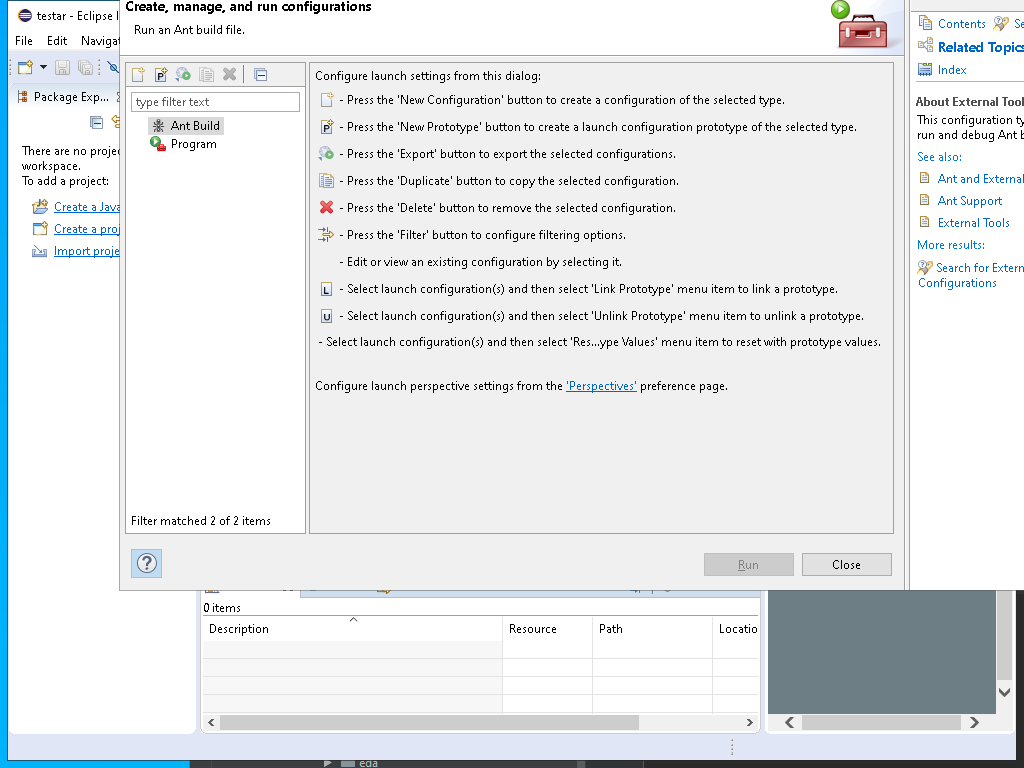 testar - Eclipse I
File Edit Navigat
Package Exp...
There are no projec
workspace.
To add a project:
Create a Java
Create a proj
Import proje
Create, manage, and run configurations
Run an Ant build file.
type filter text
Ant Build
Program
Filter matched 2 of 2 items
Configure launch settings from this dialog:
- Press the 'New Configuration' button to create a configuration of the selected type.
P - Press the 'New Prototype' button to create a launch configuration prototype of the selected type.
- Press the 'Export' button to export the selected configurations.
- Press the 'Duplicate' button to copy the selected configuration.
- Press the 'Delete' button to remove the selected configuration.
- Press the 'Filter' button to configure filtering options.
- Edit or view an existing configuration by selecting it.
L - Select launch configuration(s) and then select 'Link Prototype' menu item to link a prototype.
U - Select launch configuration(s) and then select 'Unlink Prototype' menu item to unlink a prototype.
- Select launch configuration(s) and then select 'Res...ype Values' menu item to reset with prototype values.
Configure launch perspective settings from the 'Perspectives' preference page.
?
Run
Close
Contents Se
Related Topics
Index
About External Tool
This configuration ty
run and debug Ant b
See also:
Ant and External
Ant Support
External Tools
More results:
Search for Extern
Configurations
0 items
Description Resource Path Locatio
eda